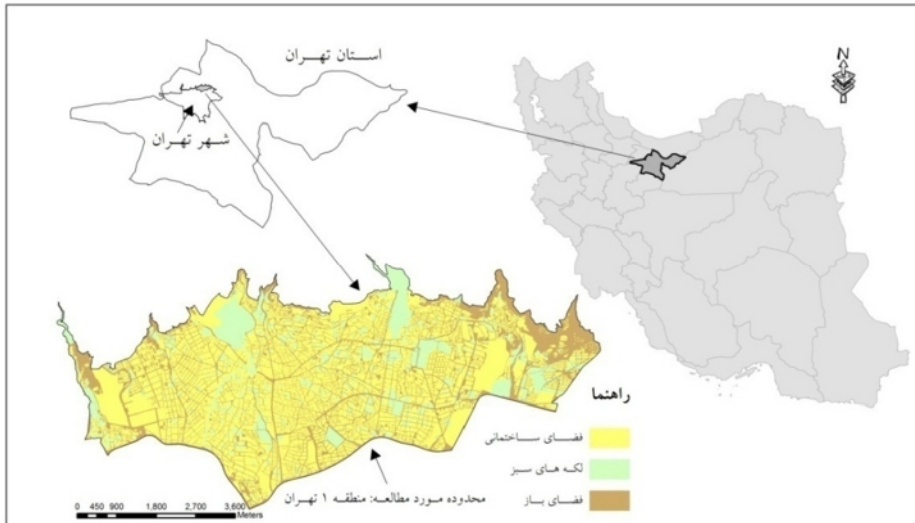 استان تهران
شهر تهران
N
راهنما
فضای ساختمانی
لکه های سبز
فضای باز
محدوده مورد مطالعه: منطقه ۱ تهران
0 450 900 1,800 2,700 3,600
Meters